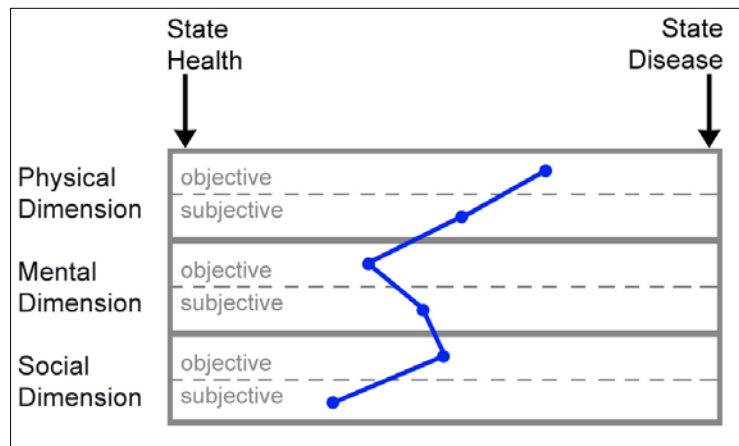 State
Health
State
Disease
Physical
Dimension
objective
subjective
Mental
Dimension
objective
subjective
Social
Dimension
objective
subjective